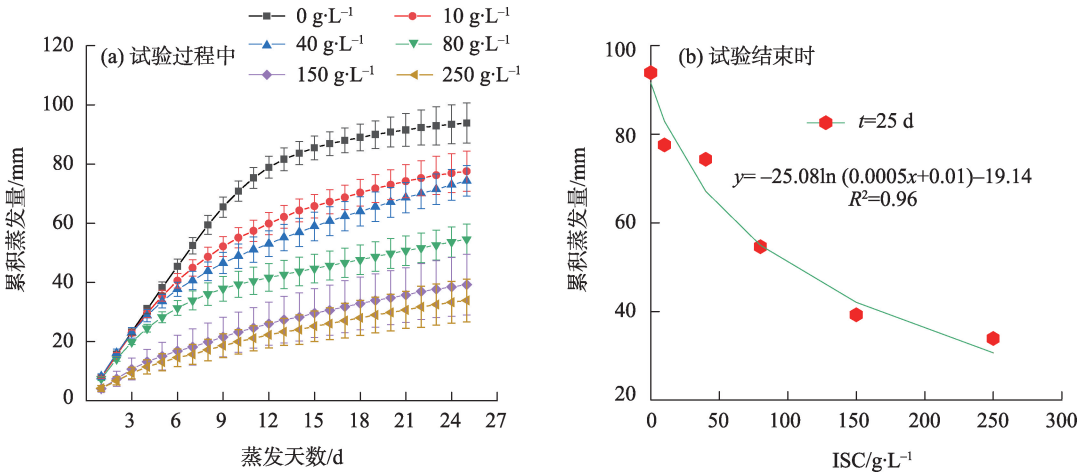 0 g·L⁻¹
10 g·L⁻¹
40 g·L⁻¹
80 g·L⁻¹
150 g·L⁻¹
250 g·L⁻¹
(a) 试验过程中
120
100
80
60
40
20
0
累积蒸发量/mm
3 6 9 12 15 18 21 24 27
蒸发天数/d
(b) 试验结束时
t=25 d
y= –25.08ln (0.0005x+0.01)–19.14
R²=0.96
100
80
60
40
20
累积蒸发量/mm
0 50 100 150 200 250 300
ISC/g·L⁻¹